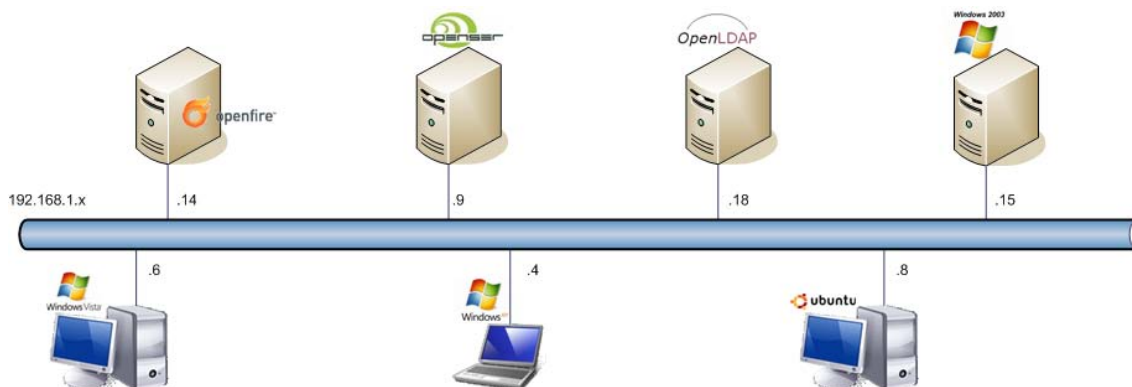 Windows 2003
openser
OpenLDAP
openfire
192.168.1.x
.14
.9
.18
.15
.6
.4
.8
Windows Vista
Windows xp
ubuntu